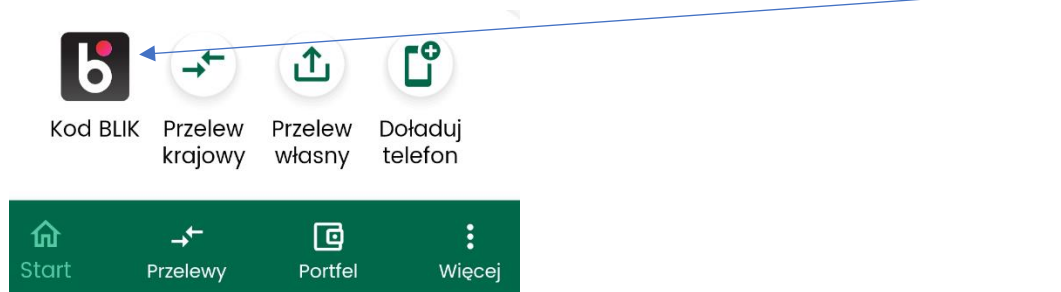 b
Kod BLIK Przelew krajowy Przelew własny Doładuj telefon
Start Przelewy Portfel Więcej